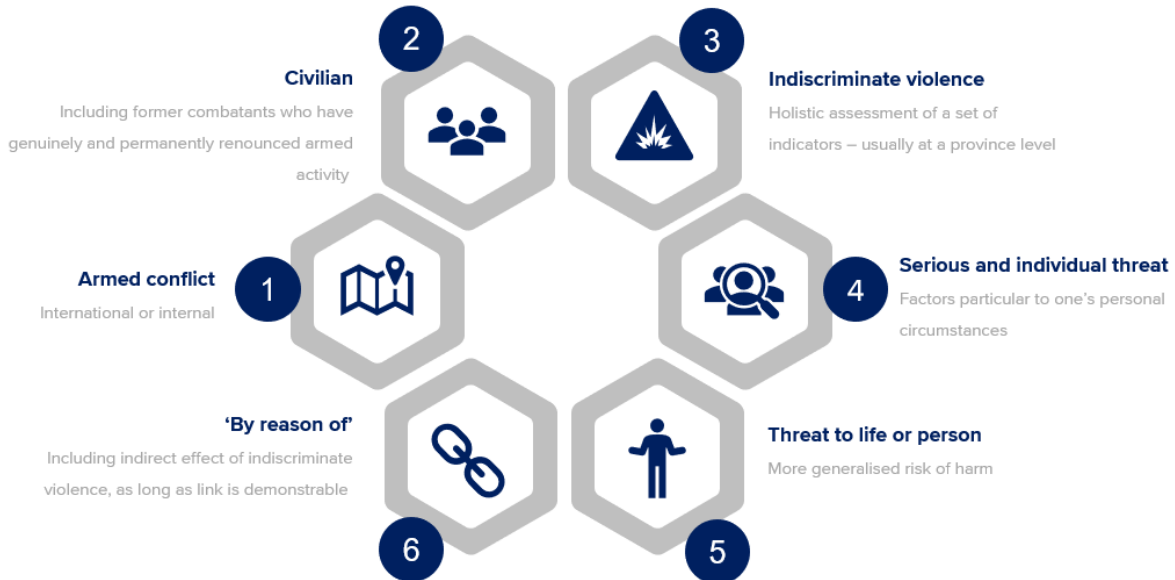 1
Armed conflict
International or internal
2
Civilian
Including former combatants who have
genuinely and permanently renounced armed
activity
3
Indiscriminate violence
Holistic assessment of a set of
indicators – usually at a province level
4
Serious and individual threat
Factors particular to one’s personal
circumstances
5
Threat to life or person
More generalised risk of harm
6
‘By reason of’
Including indirect effect of indiscriminate
violence, as long as link is demonstrable